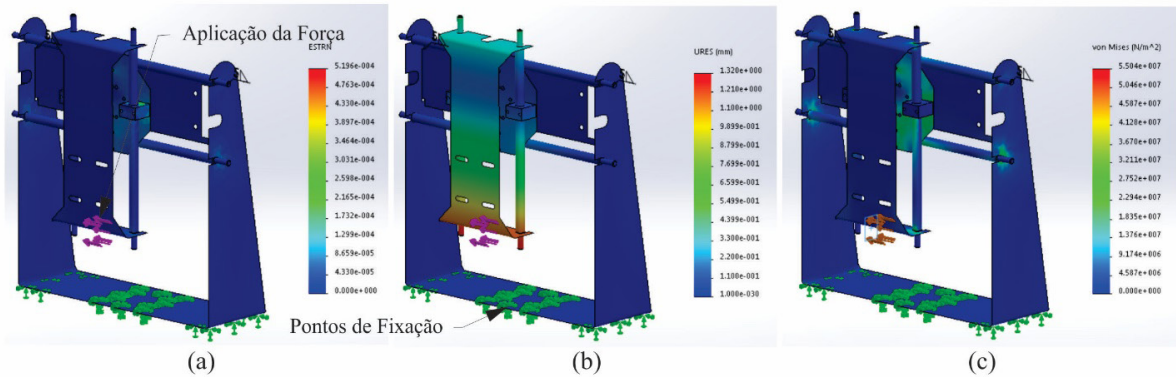 Aplicação da Força
ESTRN
5.196e-004
4.763e-004
4.330e-004
3.897e-004
3.464e-004
3.031e-004
2.598e-004
2.165e-004
1.732e-004
1.299e-004
8.659e-005
4.330e-005
0.000e+000
(a)
URES (mm)
1.320e+000
1.210e+000
1.100e+000
9.899e-001
8.799e-001
7.699e-001
6.599e-001
5.499e-001
4.399e-001
3.300e-001
2.200e-001
1.100e-001
1.000e-030
Pontos de Fixação
(b)
von Mises (N/m^2)
5.504e+007
5.046e+007
4.587e+007
4.128e+007
3.670e+007
3.211e+007
2.752e+007
2.294e+007
1.835e+007
1.376e+007
9.174e+006
4.587e+006
0.000e+000
(c)